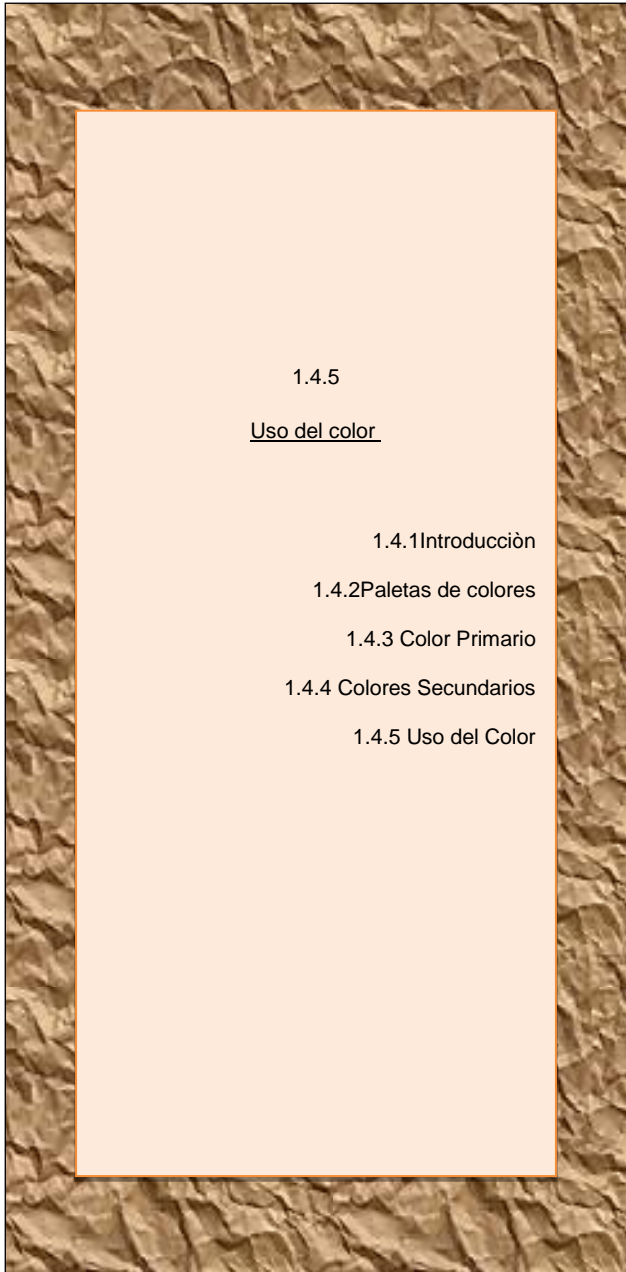 1.4.5
Uso del color
1.4.1Introducciòn
1.4.2Paletas de colores
1.4.3 Color Primario
1.4.4 Colores Secundarios
1.4.5 Uso del Color